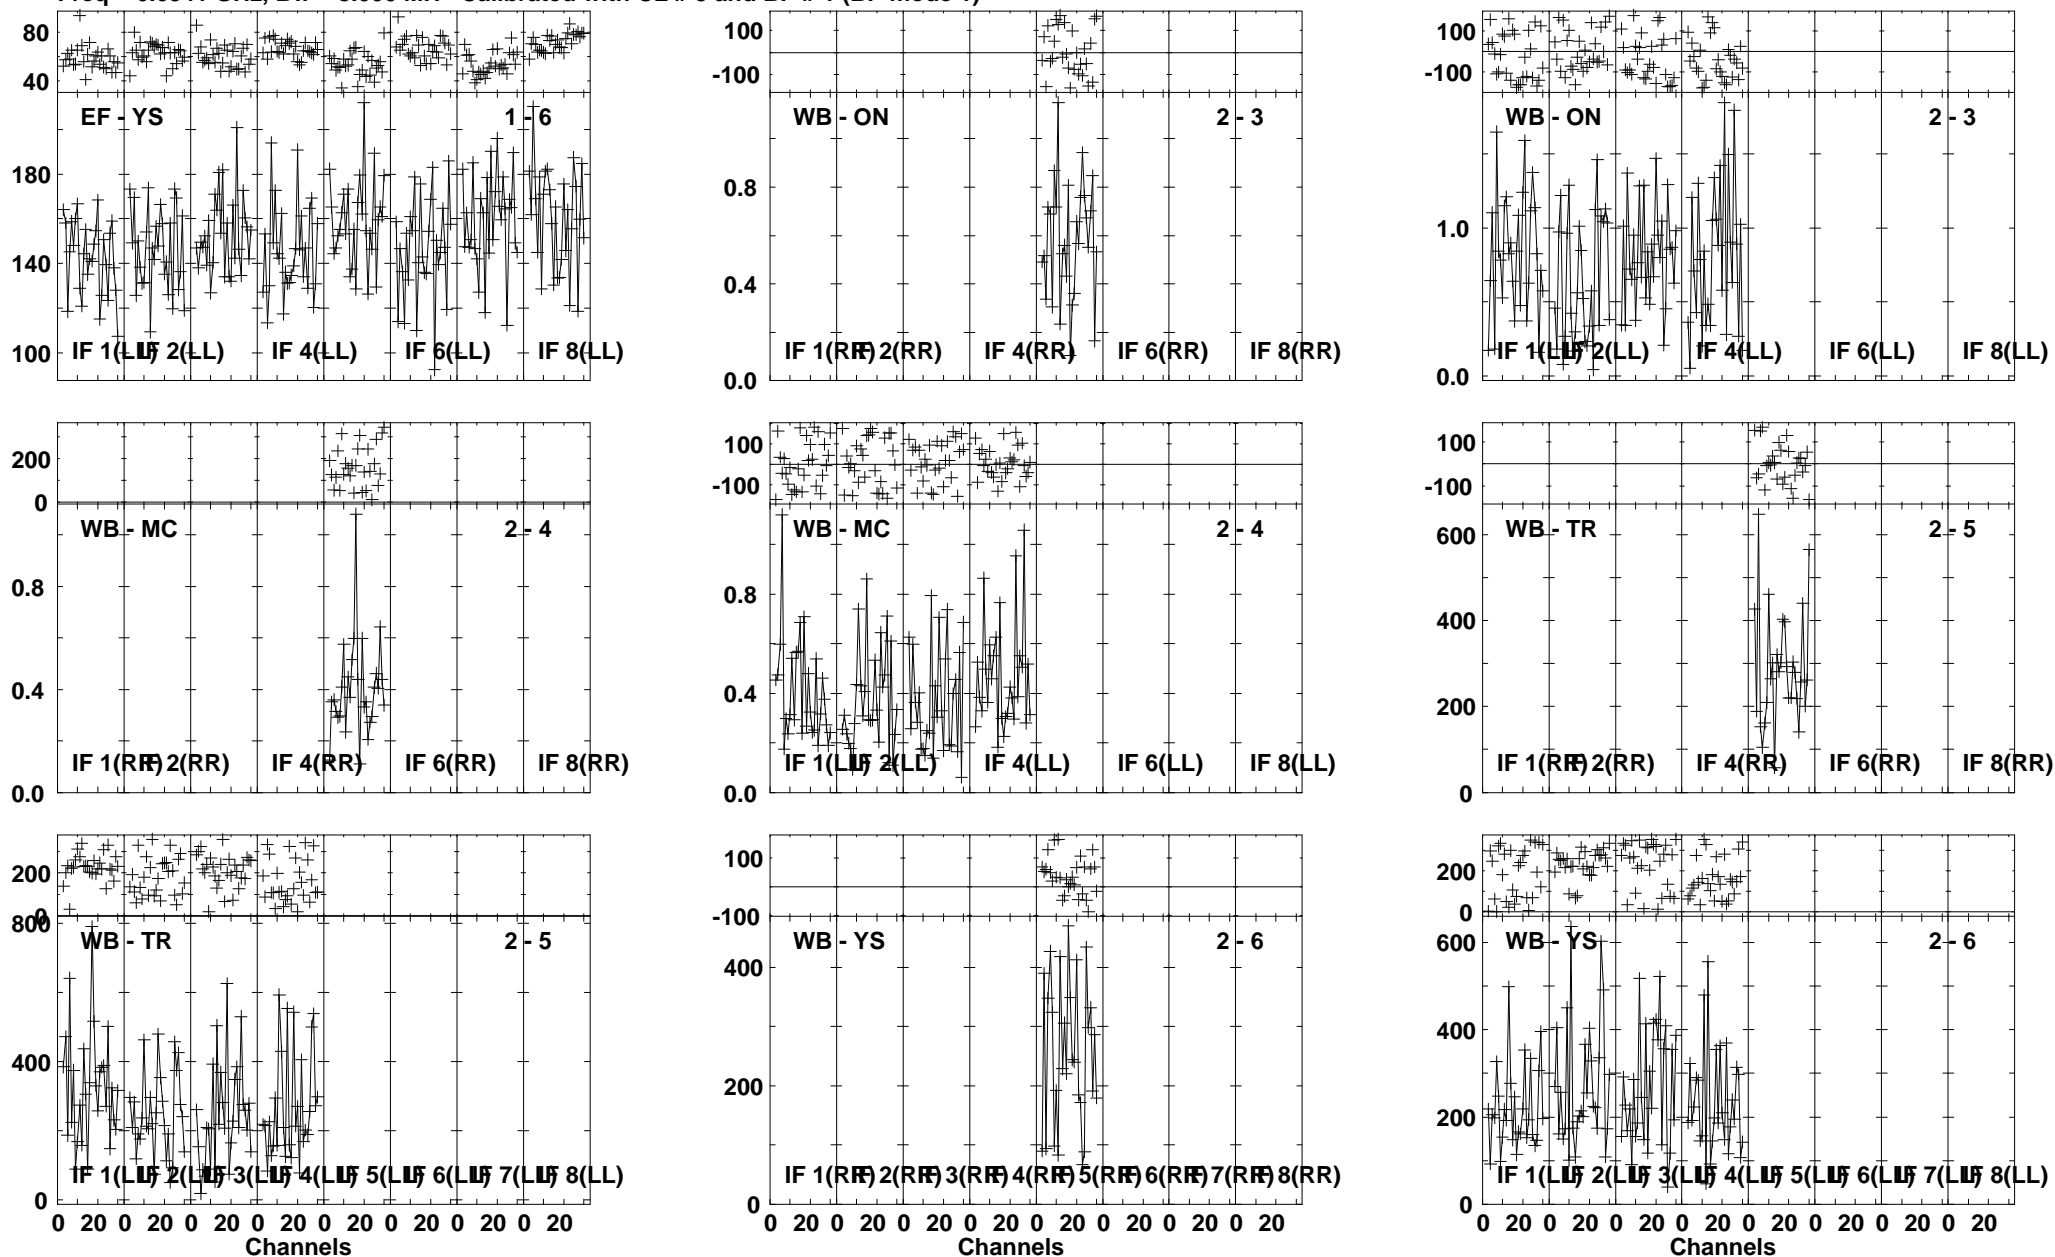 80
40
EF - YS 1 - 6
180
140
100
IF 1(LL) IF 2(LL) IF 4(LL) IF 6(LL) IF 8(LL)
100
-100
WB - ON 2 - 3
0.8
0.4
0.0
IF 1(RR) IF 2(RR) IF 4(RR) IF 6(RR) IF 8(RR)
100
-100
WB - ON 2 - 3
1.0
0.0
IF 1(LL) IF 2(LL) IF 4(LL) IF 6(LL) IF 8(LL)
200
0
WB - MC 2 - 4
0.8
0.4
0.0
IF 1(RR) IF 2(RR) IF 4(RR) IF 6(RR) IF 8(RR)
100
-100
WB - MC 2 - 4
0.8
0.4
0.0
IF 1(LL) IF 2(LL) IF 4(LL) IF 6(LL) IF 8(LL)
100
-100
WB - TR 2 - 5
600
400
200
0
IF 1(RR) IF 2(RR) IF 4(RR) IF 6(RR) IF 8(RR)
200
0
800
WB - TR 2 - 5
400
0
IF 1(LL) IF 2(LL) IF 3(LL) IF 4(LL) IF 5(LL) IF 6(LL) IF 7(LL) IF 8(LL)
0 20 0 20 0 20 0 20 0 20 0 20 0 20 0 20
Channels
100
-100
WB - YS 2 - 6
400
200
0
IF 1(RR) IF 2(RR) IF 3(RR) IF 4(RR) IF 5(RR) IF 6(RR) IF 7(RR) IF 8(RR)
0 20 0 20 0 20 0 20 0 20 0 20 0 20 0 20
Channels
200
0
WB - YS 2 - 6
600
400
200
0
IF 1(LL) IF 2(LL) IF 3(LL) IF 4(LL) IF 5(LL) IF 6(LL) IF 7(LL) IF 8(LL)
0 20 0 20 0 20 0 20 0 20 0 20 0 20 0 20
Channels